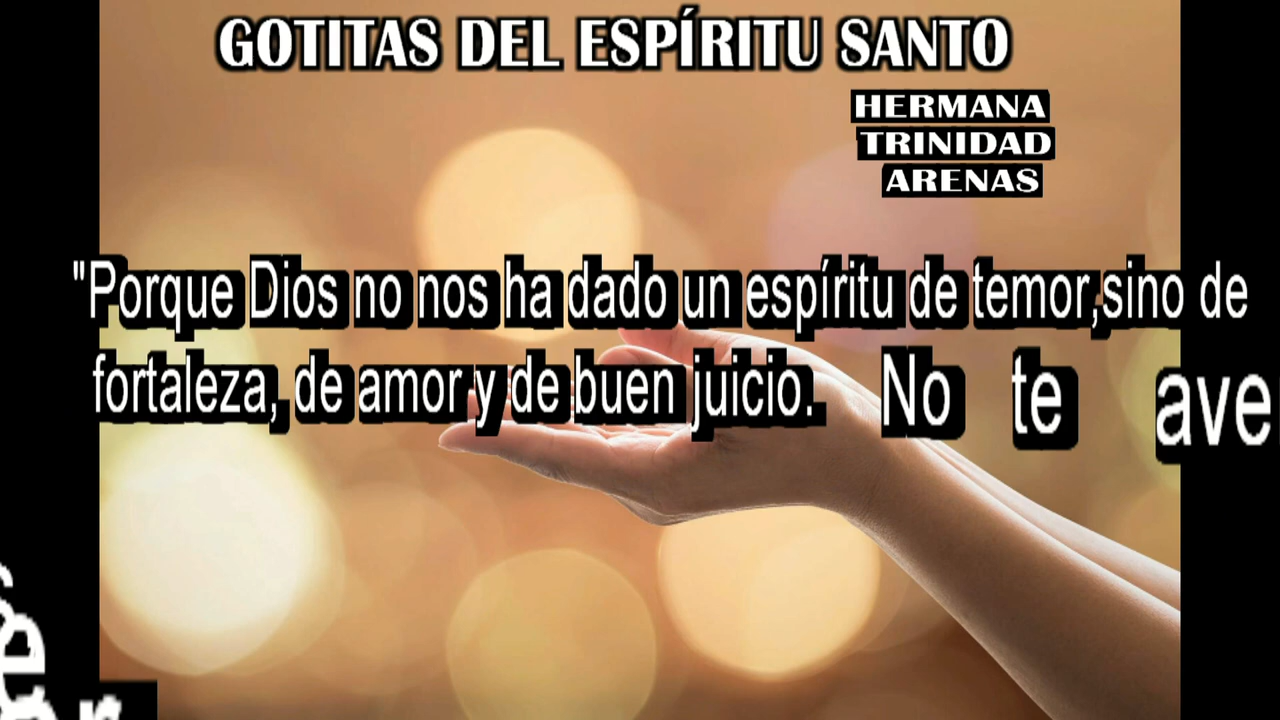 GOTITAS DEL ESPÍRITU SANTO
HERMANA
TRINIDAD
ARENAS
"Porque Dios no nos ha dado un espíritu de temor,sino de
fortaleza, de amor y de buen juicio. No te ave